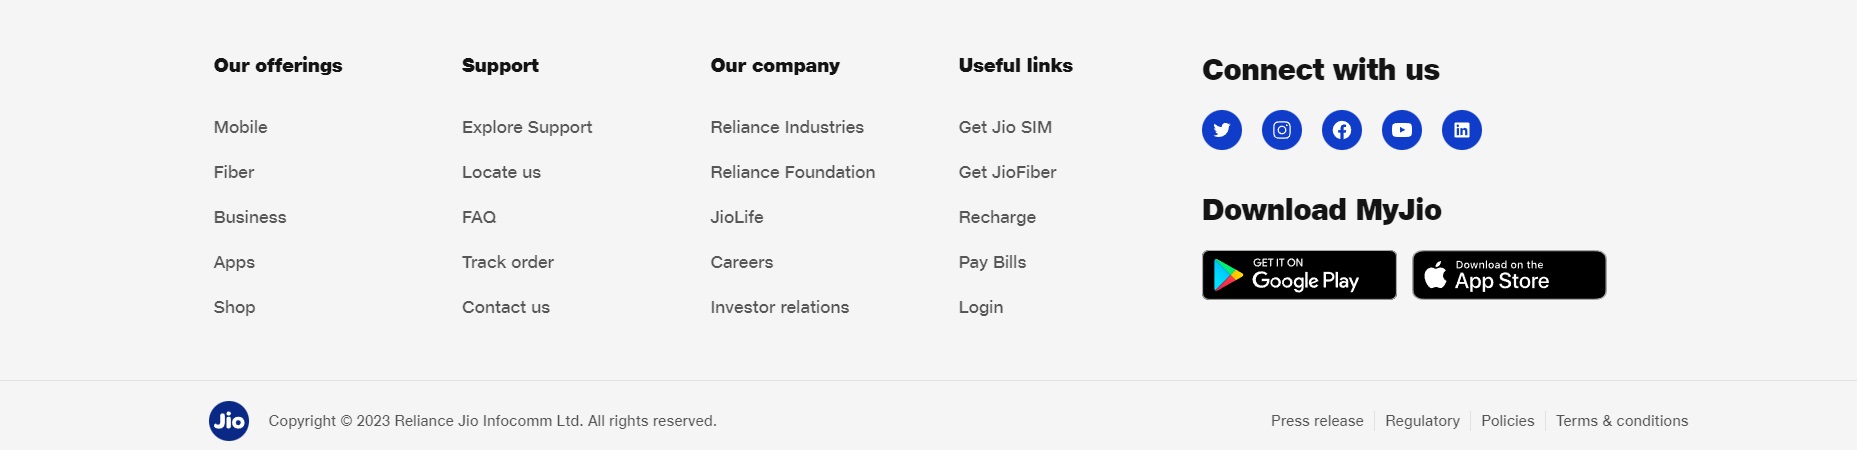 Our offerings
Mobile
Fiber
Business
Apps
Shop
Support
Explore Support
Locate us
FAQ
Track order
Contact us
Our company
Reliance Industries
Reliance Foundation
JioLife
Careers
Investor relations
Useful links
Get Jio SIM
Get JioFiber
Recharge
Pay Bills
Login
Connect with us
in
Download MyJio
GET IT ON
Google Play
Download on the
App Store
Jio
Copyright © 2023 Reliance Jio Infocomm Ltd. All rights reserved.
Press release
Regulatory
Policies
Terms & conditions